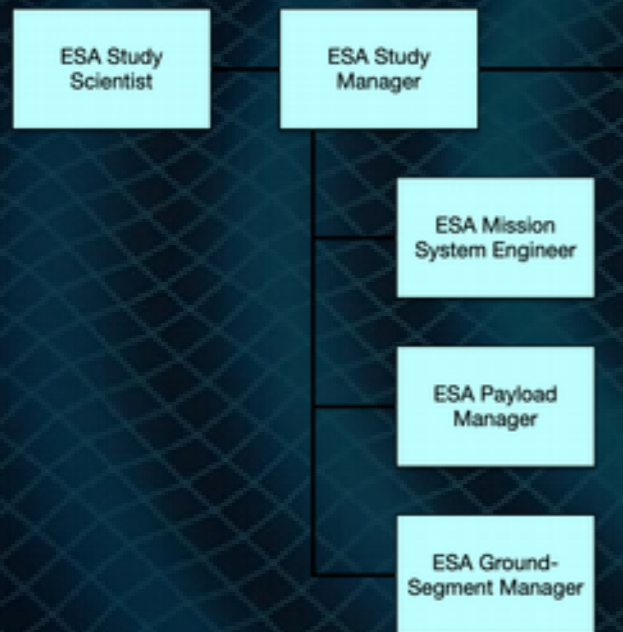 ESA Study
Scientist
ESA Study
Manager
ESA Mission
System Engineer
ESA Payload
Manager
ESA Ground-
Segment Manager